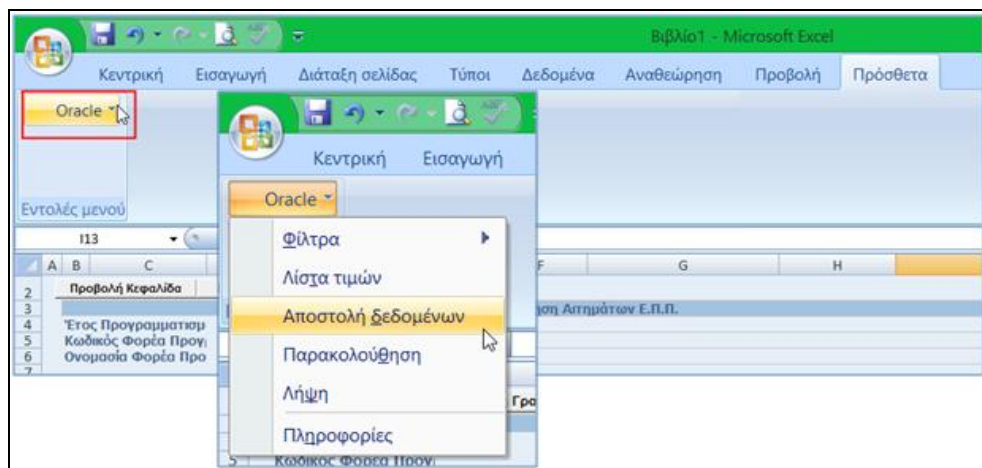 Βιβλίο1 - Microsoft Excel
Κεντρική Εισαγωγή Διάταξη σελίδας Τύποι Δεδομένα Αναθεώρηση Προβολή Πρόσθετα
Oracle
Εντολές μενού
I13
A B C F G H
2 Προβολή Κεφαλίδα
3
4 Έτος Προγραμματισμ
5 Κωδικός Φορέα Προγ
6 Ονομασία Φορέα Προ
7
Αιτημάτων Ε.Π.Π.
Κεντρική Εισαγωγή
Oracle
Φίλτρα
Λίστα τιμών
Αποστολή δεδομένων
Παρακολούθηση
Λήψη
Πληροφορίες
Γρα
5 Κωδικός Φορέα Προγ